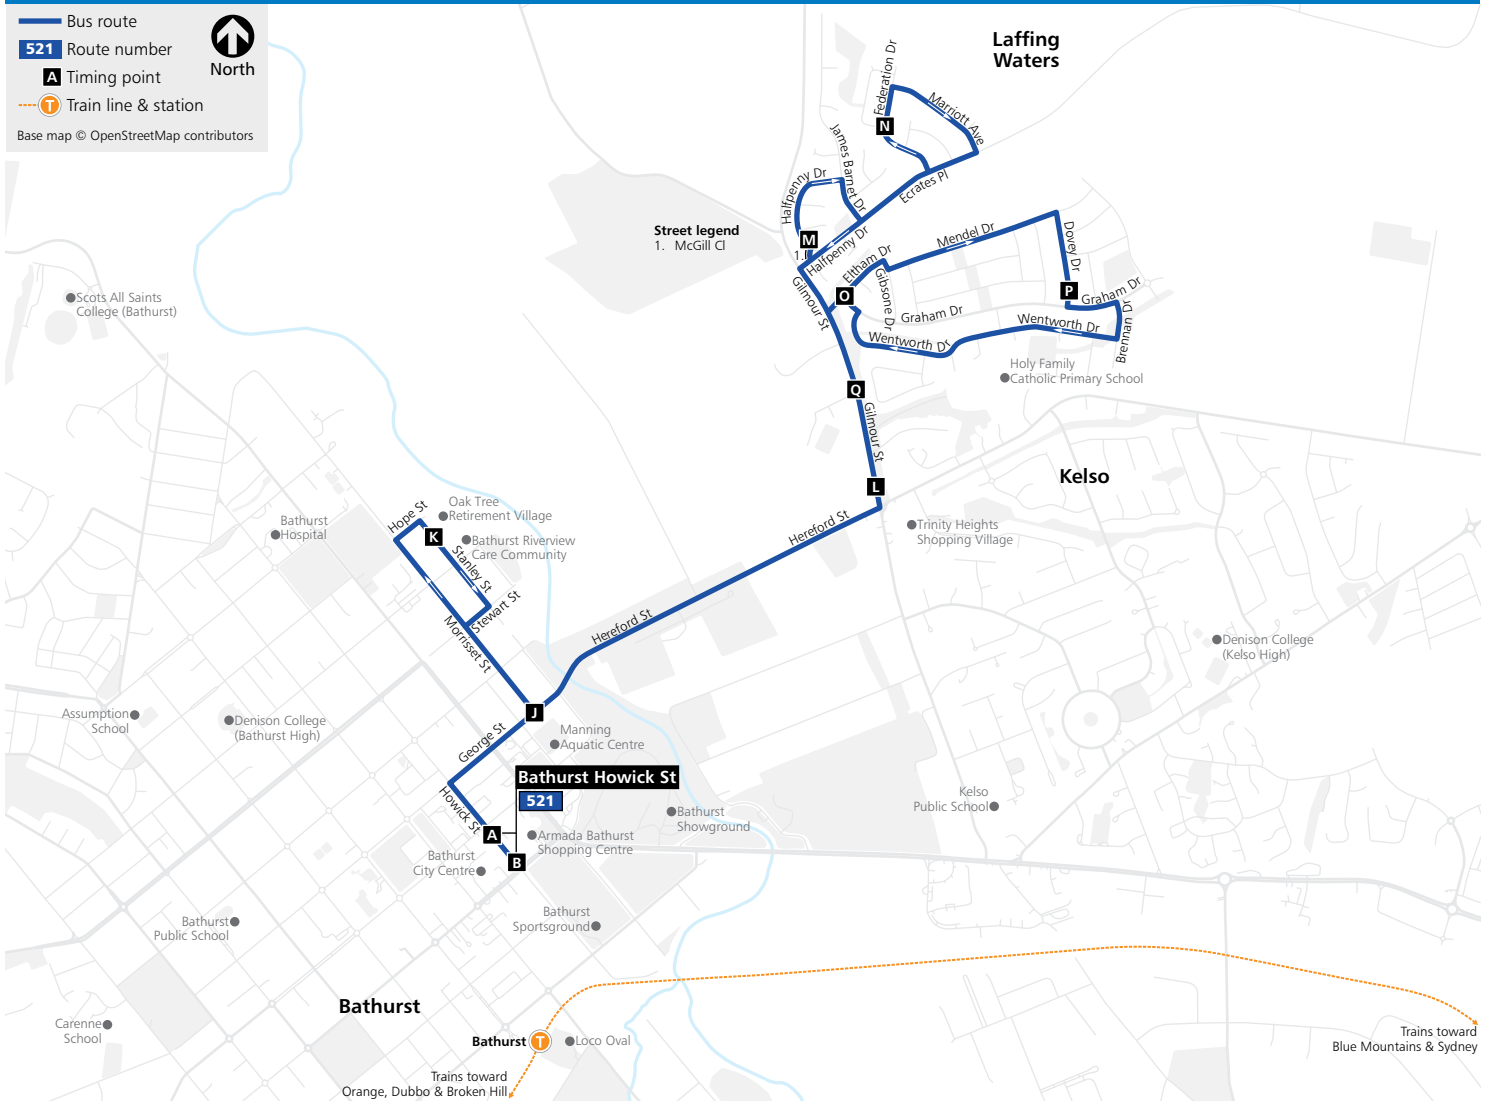 Bus route
521 Route number
A Timing point
T Train line & station
Base map © OpenStreetMap contributors
North
Laffing
Waters
Federation Dr
Marriott Ave
N
James Barnet Dr
Halfpenny Dr
Halfpenny Dr
Ecrates Pl
Street legend
1. McGill Cl
M
1.
Halfpenny Dr
Mendel Dr
Dovey Dr
Eltham Dr
Gibsone Dr
Gilmour St
O
P
Graham Dr
Graham Dr
Wentworth Dr
Wentworth Dr
Brennan Dr
Scots All Saints
College (Bathurst)
Holy Family
Catholic Primary School
Q
Gilmour St
Kelso
L
Hereford St
Trinity Heights
Shopping Village
Oak Tree
Retirement Village
Hope St
K
Bathurst
Hospital
Bathurst Riverview
Care Community
Stanley St
Stewart St
Morrisset St
Hereford St
Denison College
(Kelso High)
Assumption
School
Denison College
(Bathurst High)
J
George St
Manning
Aquatic Centre
Bathurst Howick St
521
Howick St
A
B
Armada Bathurst
Shopping Centre
Bathurst
Showground
Kelso
Public School
Bathurst
City Centre
Bathurst
Public School
Bathurst
Sportsground
Bathurst
Carenne
School
Bathurst T
Loco Oval
Trains toward
Orange, Dubbo & Broken Hill
Trains toward
Blue Mountains & Sydney